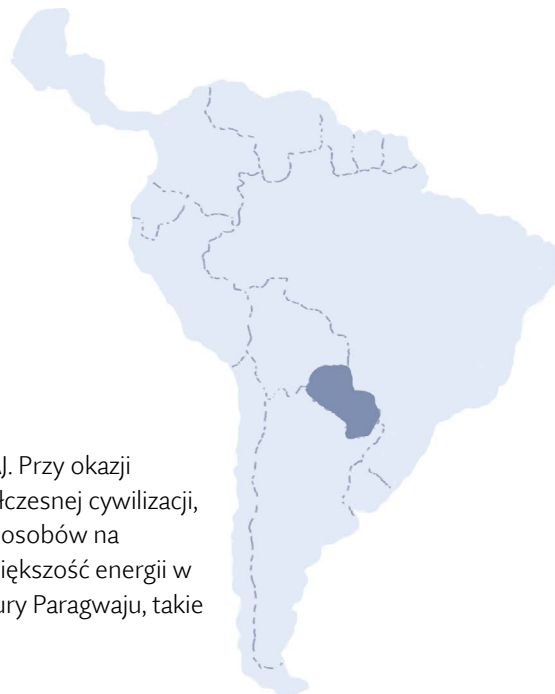 J. Przy okazji
łczesnej cywilizacji,
osobów na
iększość energii w
ury Paragwaju, takie